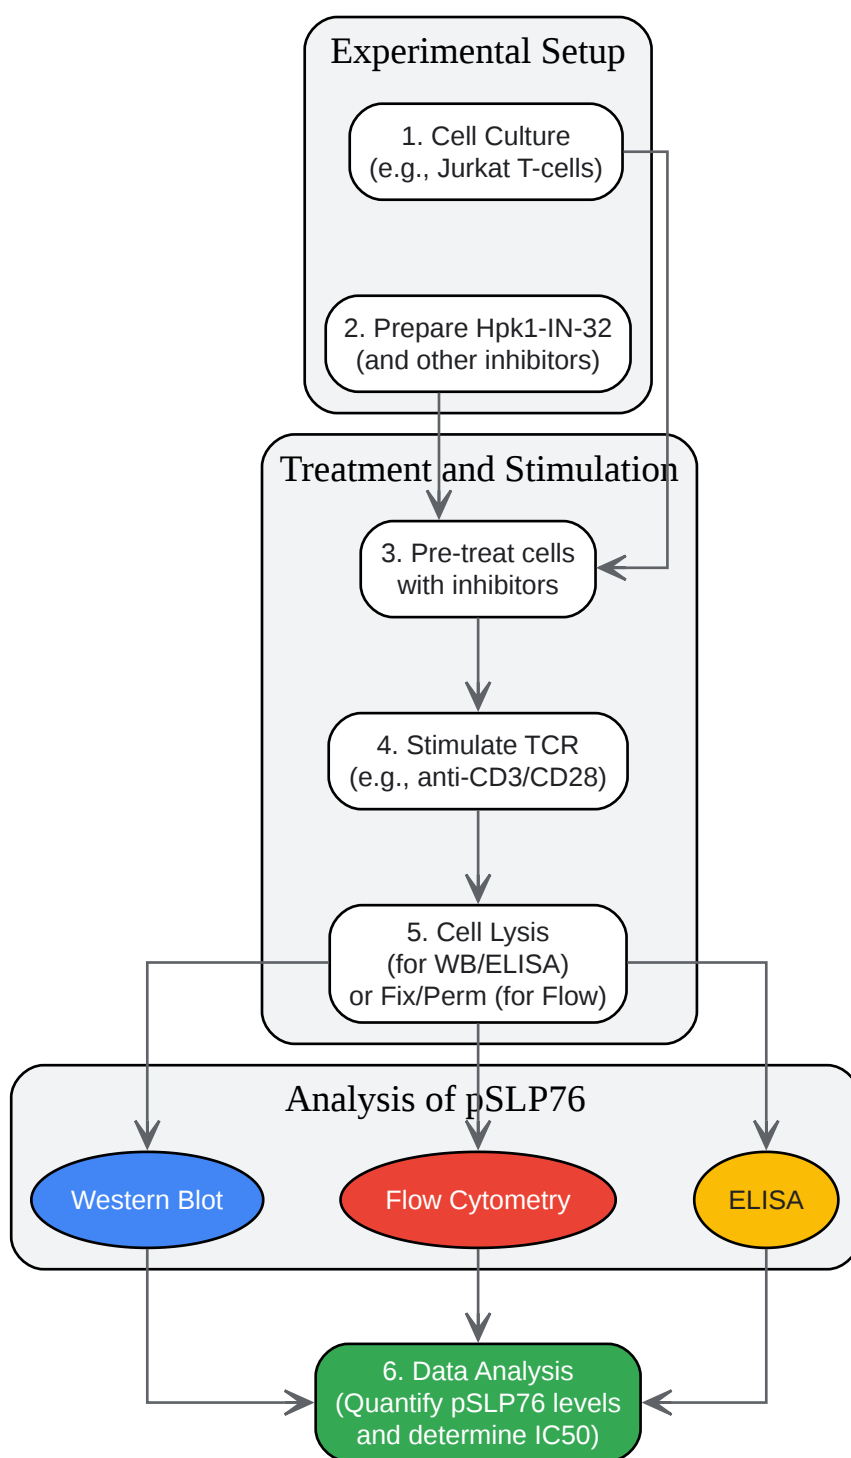 Experimental Setup
1. Cell Culture
(e.g., Jurkat T-cells)
2. Prepare Hpk1-IN-32
(and other inhibitors)
Treatment and Stimulation
3. Pre-treat cells
with inhibitors
4. Stimulate TCR
(e.g., anti-CD3/CD28)
5. Cell Lysis
(for WB/ELISA)
or Fix/Perm (for Flow)
Analysis of pSLP76
Western Blot
Flow Cytometry
ELISA
6. Data Analysis
(Quantify pSLP76 levels
and determine IC50)